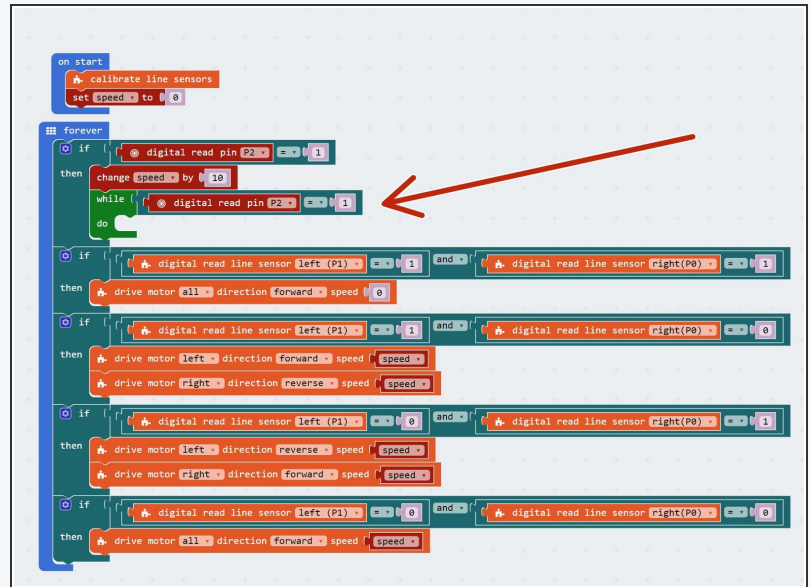 on start
calibrate line sensors
set speed to 0
forever
if digital read pin P2 = 1
then change speed by 10
while digital read pin P2 = 1
do
if digital read line sensor left (P1) = 1 and digital read line sensor right(P0) = 1
then drive motor all direction forward speed 0
if digital read line sensor left (P1) = 1 and digital read line sensor right(P0) = 0
then drive motor left direction forward speed speed
drive motor right direction reverse speed speed
if digital read line sensor left (P1) = 0 and digital read line sensor right(P0) = 1
then drive motor left direction reverse speed speed
drive motor right direction forward speed speed
if digital read line sensor left (P1) = 0 and digital read line sensor right(P0) = 0
then drive motor all direction forward speed speed